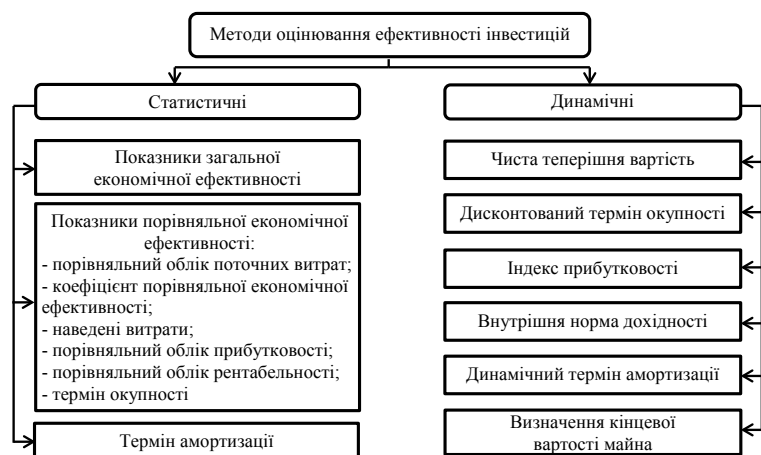 Методи оцінювання ефективності інвестицій
Статистичні
Показники загальної
економічної ефективності
Показники порівняльної економічної
ефективності:
- порівняльний облік поточних витрат;
- коефіцієнт порівняльної економічної
ефективності;
- наведені витрати;
- порівняльний облік прибутковості;
- порівняльний облік рентабельності;
- термін окупності
Термін амортизації
Динамічні
Чиста теперішня вартість
Дисконтований термін окупності
Індекс прибутковості
Внутрішня норма дохідності
Динамічний термін амортизації
Визначення кінцевої
вартості майна